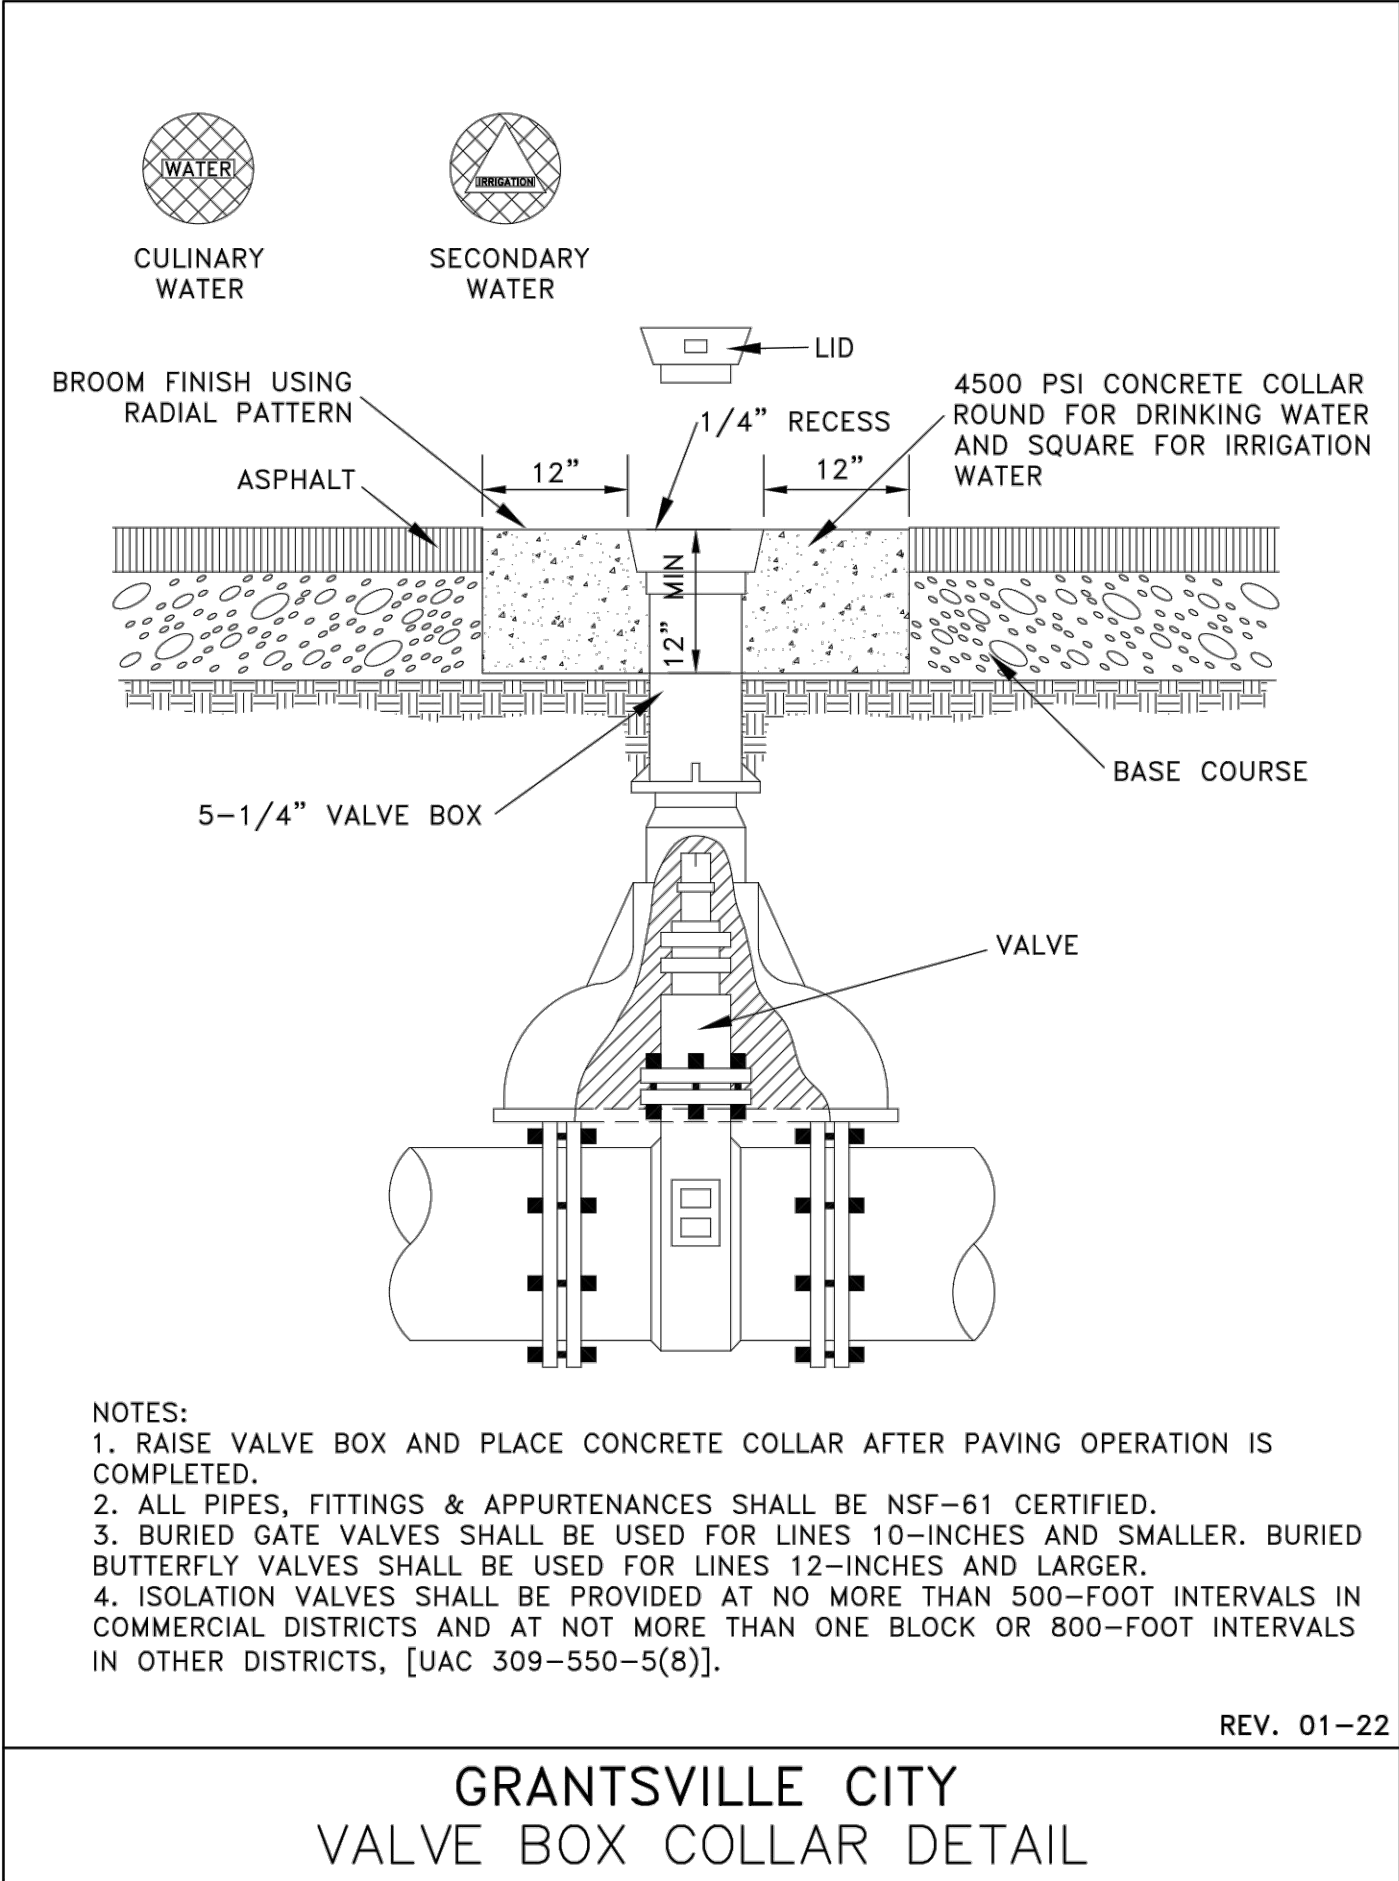 WATER
IRRIGATION
CULINARY
WATER
SECONDARY
WATER
LID
BROOM FINISH USING
RADIAL PATTERN
4500 PSI CONCRETE COLLAR
ROUND FOR DRINKING WATER
AND SQUARE FOR IRRIGATION
WATER
1/4” RECESS
ASPHALT
12”
12”
12” MIN
BASE COURSE
5-1/4” VALVE BOX
VALVE
NOTES:
1. RAISE VALVE BOX AND PLACE CONCRETE COLLAR AFTER PAVING OPERATION IS
COMPLETED.
2. ALL PIPES, FITTINGS & APPURTENANCES SHALL BE NSF-61 CERTIFIED.
3. BURIED GATE VALVES SHALL BE USED FOR LINES 10-INCHES AND SMALLER. BURIED
BUTTERFLY VALVES SHALL BE USED FOR LINES 12-INCHES AND LARGER.
4. ISOLATION VALVES SHALL BE PROVIDED AT NO MORE THAN 500-FOOT INTERVALS IN
COMMERCIAL DISTRICTS AND AT NOT MORE THAN ONE BLOCK OR 800-FOOT INTERVALS
IN OTHER DISTRICTS, [UAC 309-550-5(8)].
REV. 01-22
GRANTSVILLE CITY
VALVE BOX COLLAR DETAIL